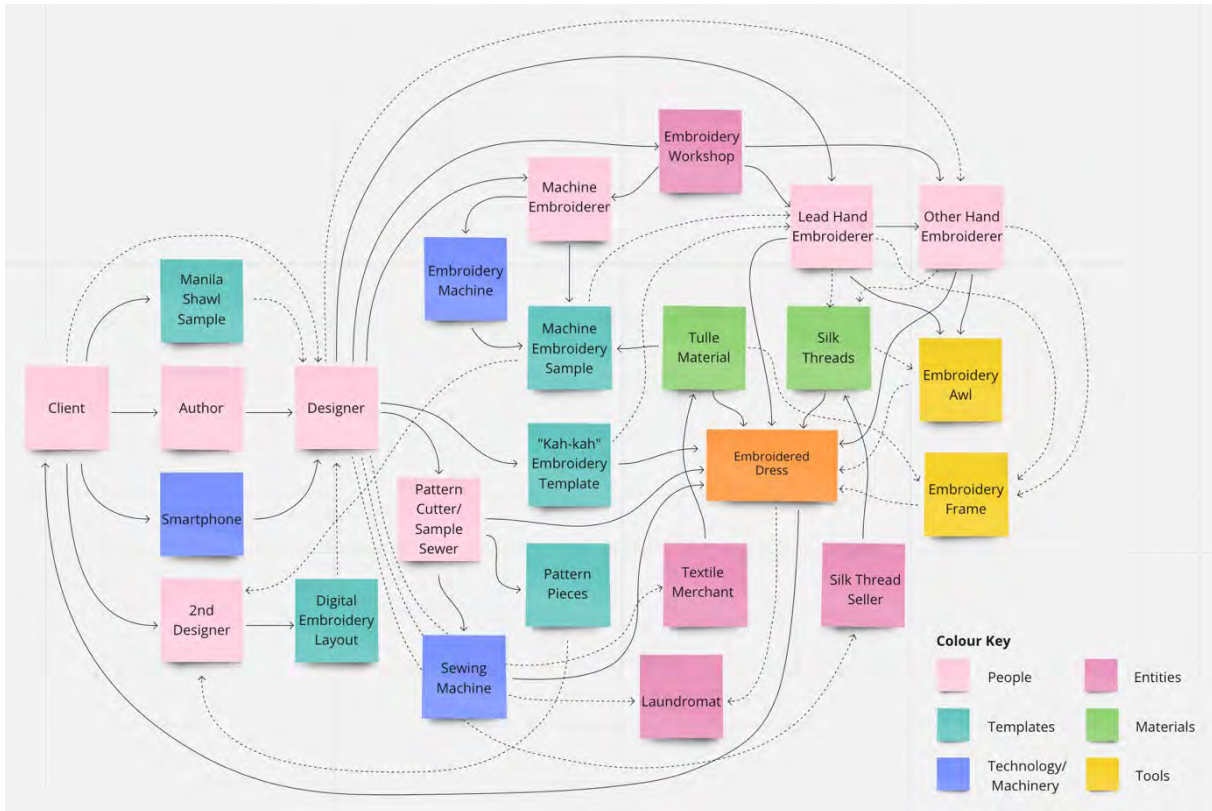 Embroidery
Workshop
Machine
Embroiderer
Lead Hand
Embroiderer
Other Hand
Embroiderer
Manila
Shawl
Sample
Embroidery
Machine
Machine
Embroidery
Sample
Tulle
Material
Silk
Threads
Embroidery
Awl
Client
Author
Designer
"Kah-kah"
Embroidery
Template
Embroidered
Dress
Smartphone
Pattern
Cutter/
Sample
Sewer
Embroidery
Frame
2nd
Designer
Digital
Embroidery
Layout
Pattern
Pieces
Textile
Merchant
Silk Thread
Seller
Sewing
Machine
Laundromat
Colour Key
People
Entities
Templates
Materials
Technology/
Machinery
Tools